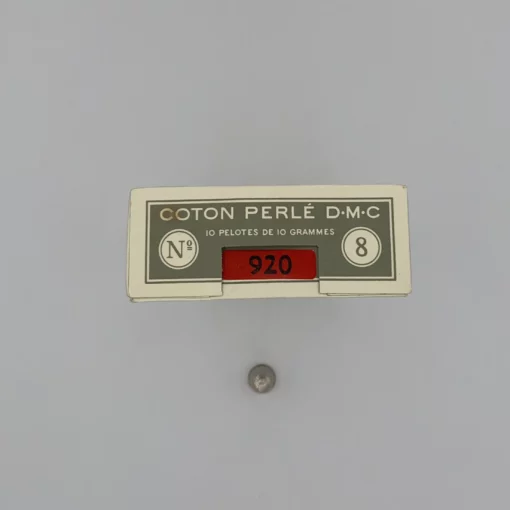 COTON PERLÉ D·M·C
10 PELOTES DE 10 GRAMMES
Nº 8
920